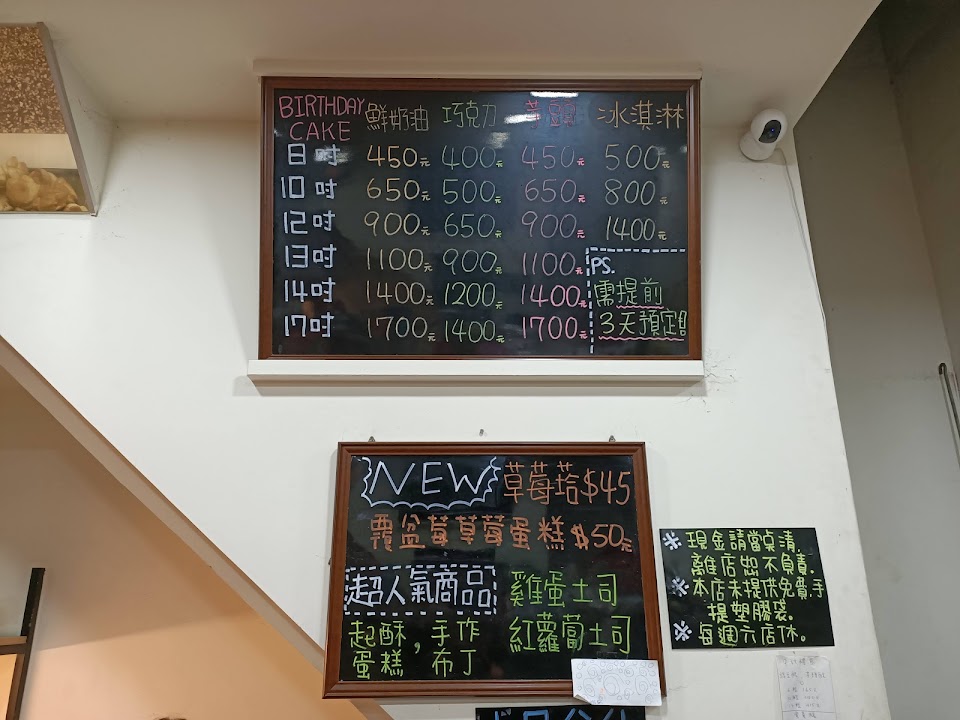 BIRTHDAY CAKE 鮮奶油 巧克力 芋頭 冰淇淋
8吋 450元 400元 450元 500元
10吋 650元 500元 650元 800元
12吋 900元 650元 900元 1400元
13吋 1100元 900元 1100元
14吋 1400元 1200元 1400元
17吋 1700元 1400元 1700元
PS.
需提前
3天預定!!
NEW 草莓塔$45
覆盆莓草莓蛋糕 $50元
超人氣商品 雞蛋土司
起酥,手作 紅蘿蔔土司
蛋糕,布丁
※現金請當桌清.
離店恕不負責.
※本店未提供免費手
提塑膠袋.
※每週六店休.